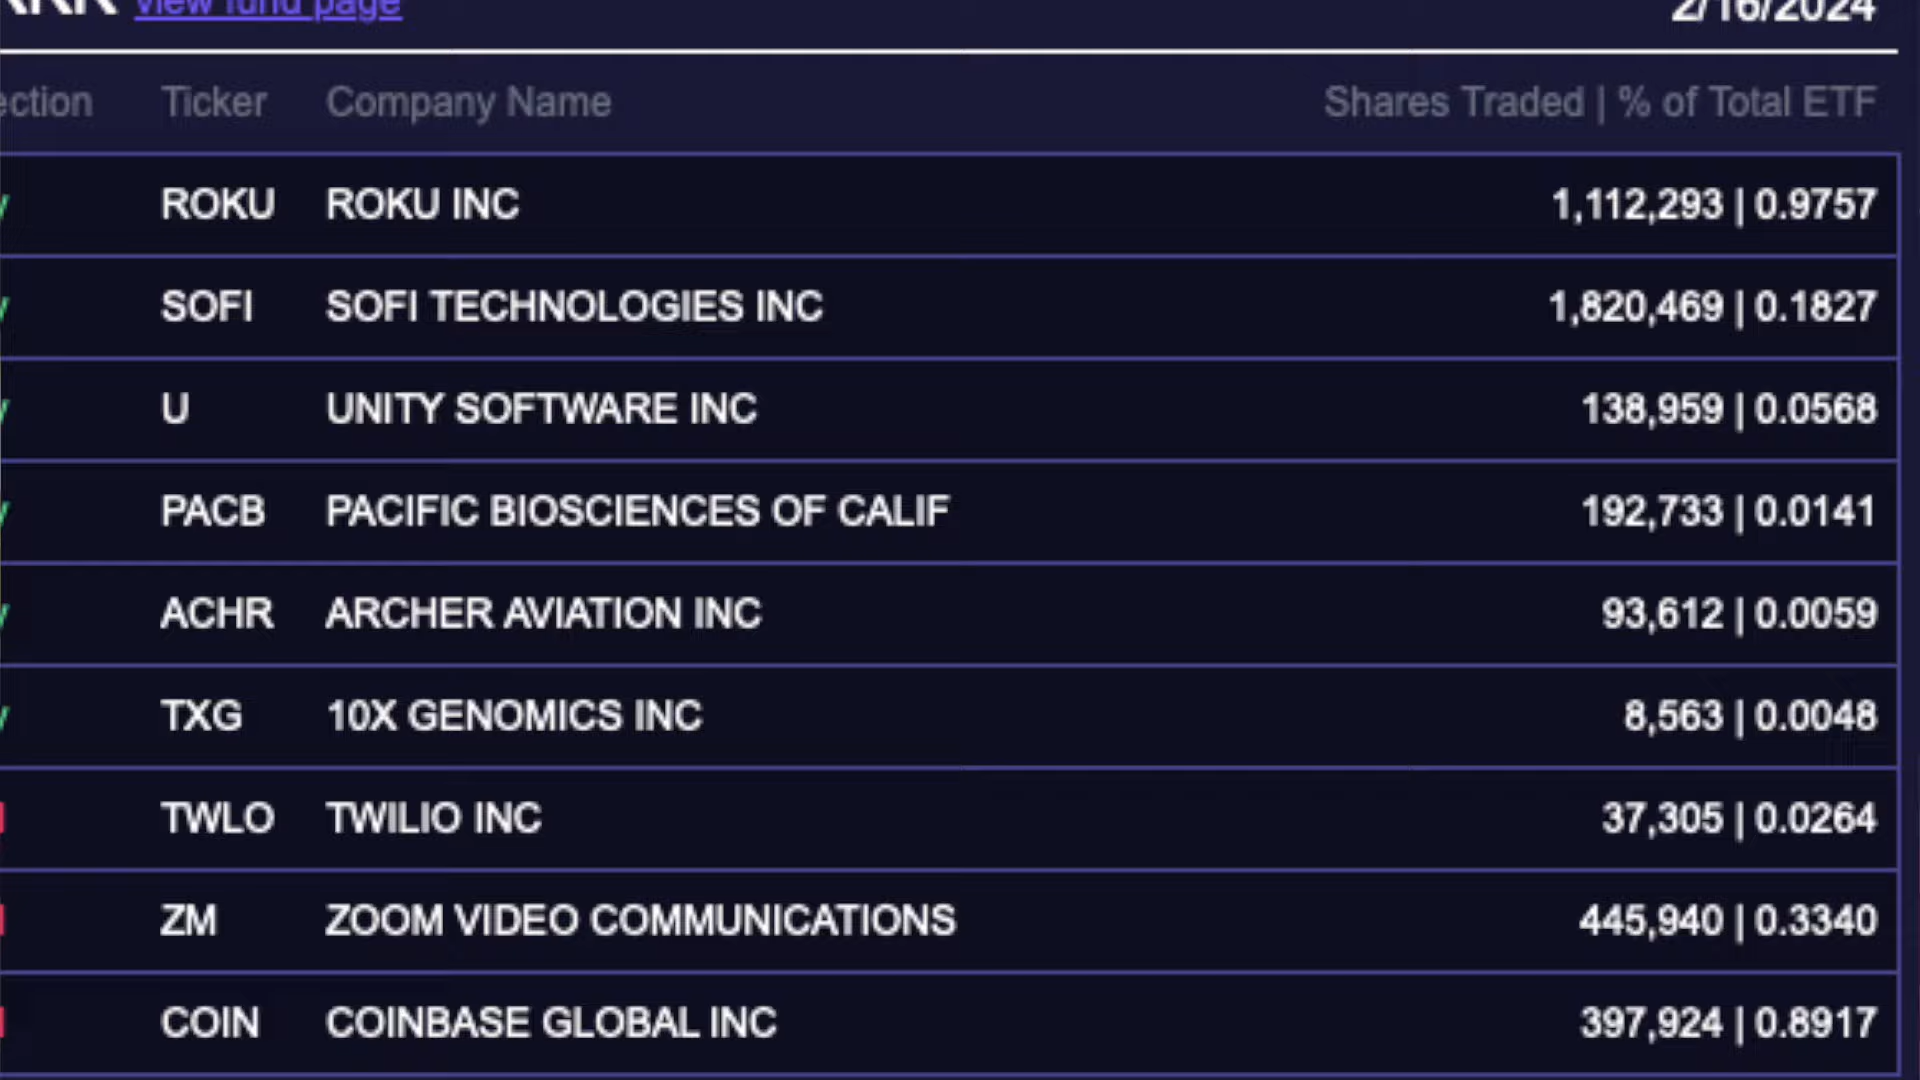 view fund page 2/16/2024
ection Ticker Company Name Shares Traded | % of Total ETF
y ROKU ROKU INC 1,112,293 | 0.9757
y SOFI SOFI TECHNOLOGIES INC 1,820,469 | 0.1827
y U UNITY SOFTWARE INC 138,959 | 0.0568
y PACB PACIFIC BIOSCIENCES OF CALIF 192,733 | 0.0141
y ACHR ARCHER AVIATION INC 93,612 | 0.0059
y TXG 10X GENOMICS INC 8,563 | 0.0048
TWLO TWILIO INC 37,305 | 0.0264
ZM ZOOM VIDEO COMMUNICATIONS 445,940 | 0.3340
COIN COINBASE GLOBAL INC 397,924 | 0.8917